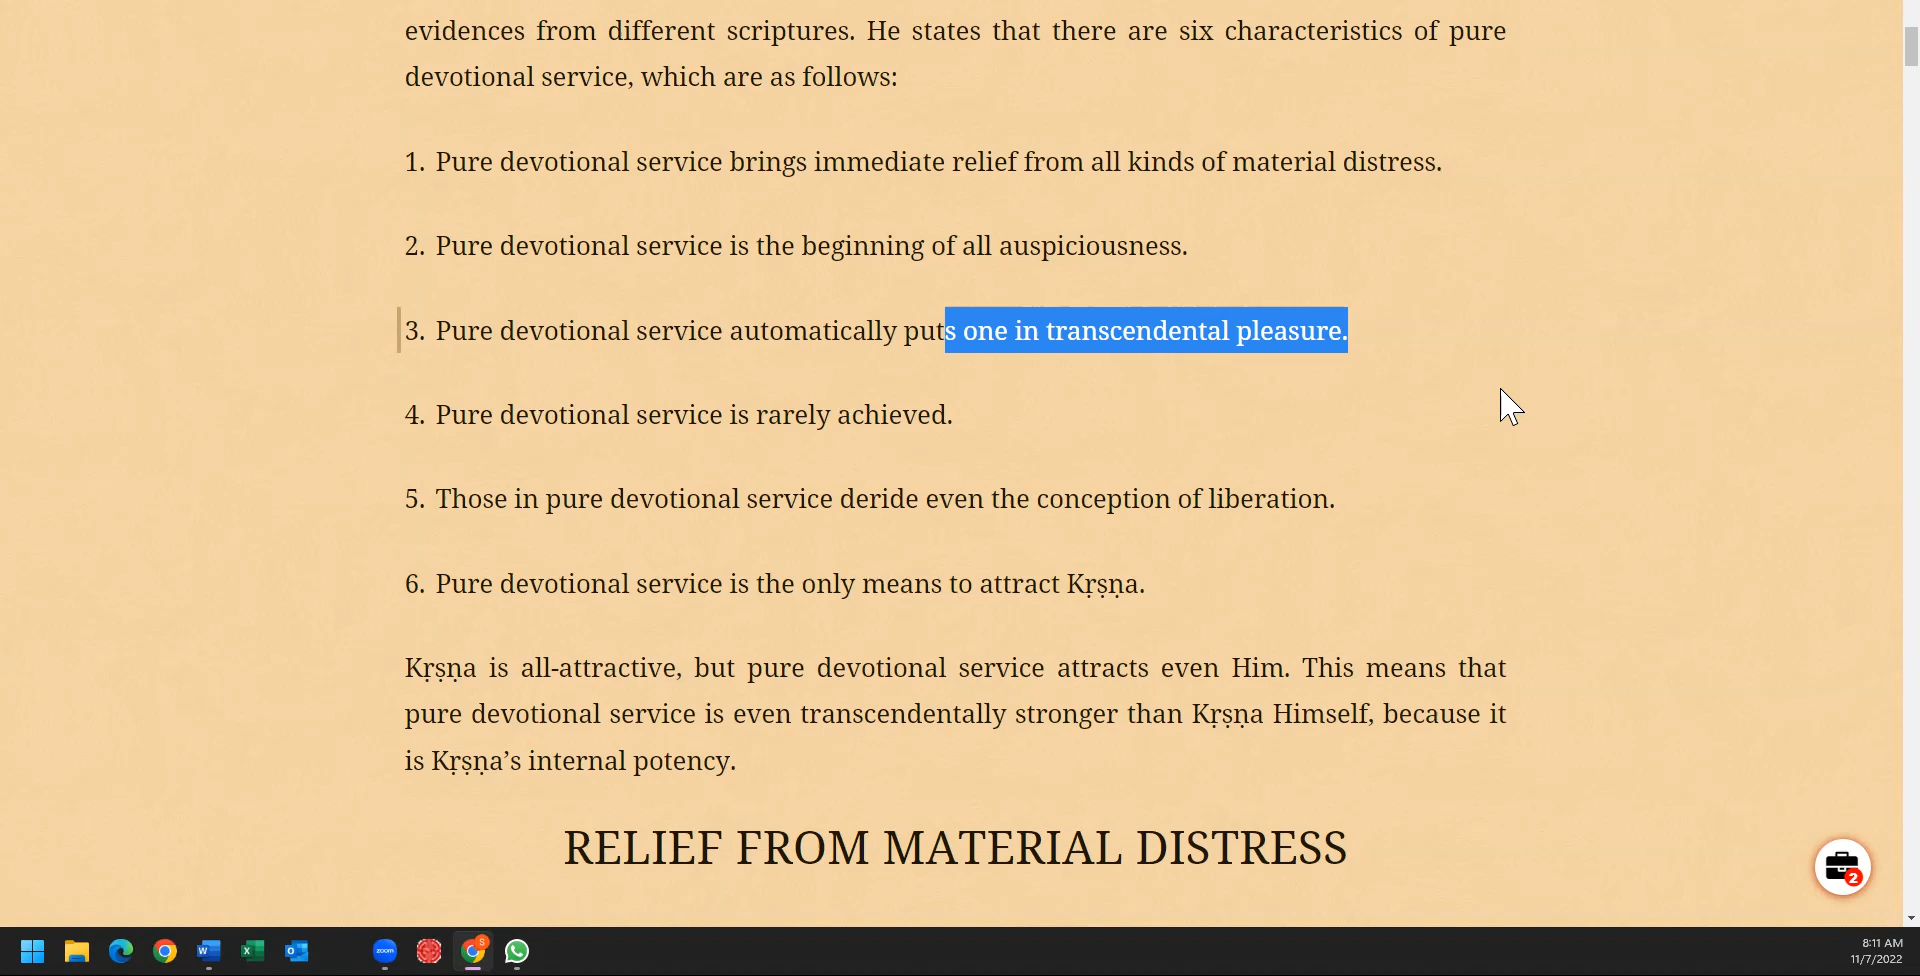 evidences from different scriptures. He states that there are six characteristics of pure
devotional service, which are as follows:
1. Pure devotional service brings immediate relief from all kinds of material distress.
2. Pure devotional service is the beginning of all auspiciousness.
3. Pure devotional service automatically puts one in transcendental pleasure.
4. Pure devotional service is rarely achieved.
5. Those in pure devotional service deride even the conception of liberation.
6. Pure devotional service is the only means to attract Kṛṣṇa.
Kṛṣṇa is all-attractive, but pure devotional service attracts even Him. This means that
pure devotional service is even transcendentally stronger than Kṛṣṇa Himself, because it
is Kṛṣṇa’s internal potency.
RELIEF FROM MATERIAL DISTRESS
2
zoom
S
8:11 AM
11/7/2022